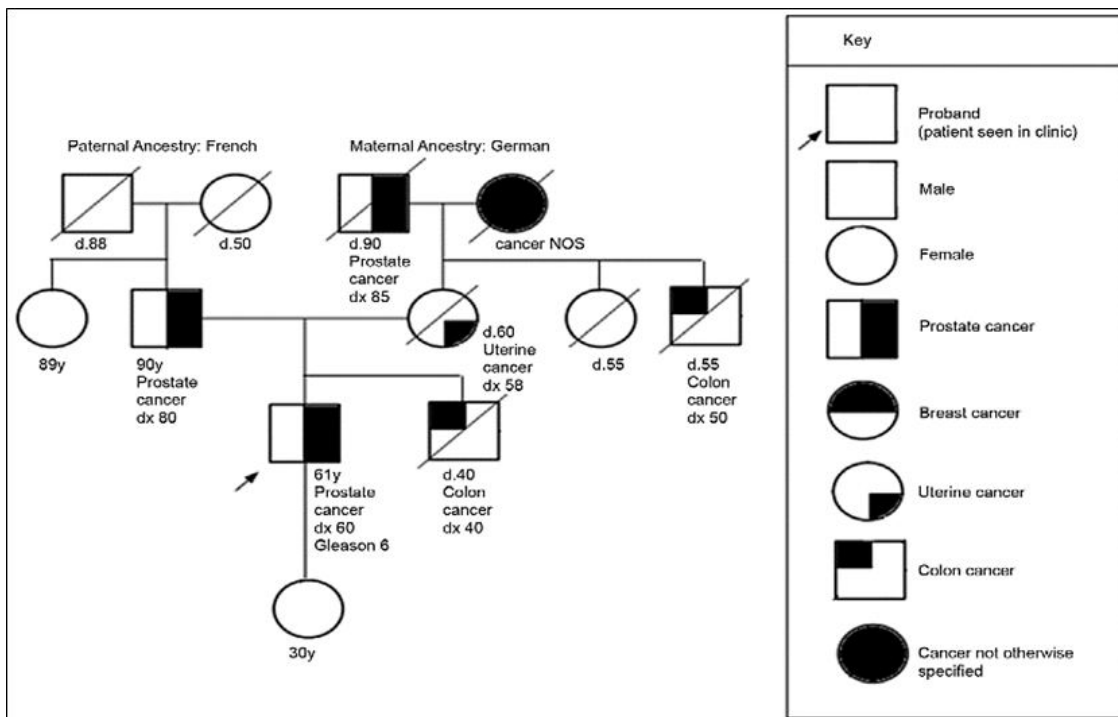 Paternal Ancestry: French
Maternal Ancestry: German
d.88
d.50
d.90
Prostate
cancer
dx 85
cancer NOS
89y
90y
Prostate
cancer
dx 80
d.60
Uterine
cancer
dx 58
d.55
d.55
Colon
cancer
dx 50
61y
Prostate
cancer
dx 60
Gleason 6
d.40
Colon
cancer
dx 40
30y
Key
Proband
(patient seen in clinic)
Male
Female
Prostate cancer
Breast cancer
Uterine cancer
Colon cancer
Cancer not otherwise
specified